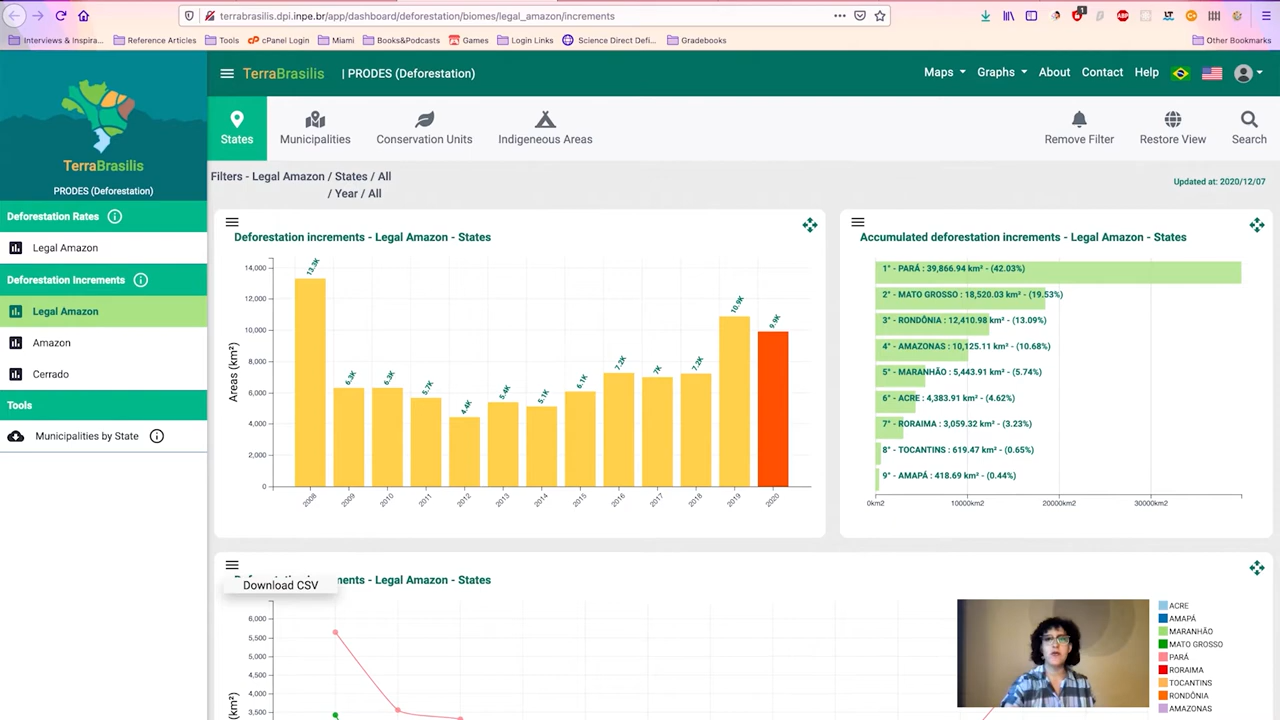 terrabrasilis.dpi.inpe.br/app/dashboard/deforestation/biomes/legal_amazon/increments
Interviews & Inspira...
Reference Articles
Tools
cPanel Login
Miami
Books&Podcasts
Games
Login Links
Science Direct Defi...
Gradebooks
Other Bookmarks
TerraBrasilis
PRODES (Deforestation)
Deforestation Rates
Legal Amazon
Deforestation Increments
Legal Amazon
Amazon
Cerrado
Tools
Municipalities by State
TerraBrasilis | PRODES (Deforestation)
Maps
Graphs
About
Contact
Help
States
Municipalities
Conservation Units
Indigeneous Areas
Remove Filter
Restore View
Search
Filters - Legal Amazon / States / All
/ Year / All
Updated at: 2020/12/07
Deforestation increments - Legal Amazon - States
Areas (km²)
14,000
12,000
10,000
8,000
6,000
4,000
2,000
0
13.3K
6.3K
6.3K
5.7K
4.4K
5.4K
5.1K
6.1K
7.2K
7K
7.2K
10.9K
9.9K
2008
2009
2010
2011
2012
2013
2014
2015
2016
2017
2018
2019
2020
Accumulated deforestation increments - Legal Amazon - States
1° - PARÁ : 39,866.94 km² - (42.03%)
2° - MATO GROSSO : 18,520.03 km² - (19.53%)
3° - RONDÔNIA : 12,410.98 km² - (13.09%)
4° - AMAZONAS : 10,125.11 km² - (10.68%)
5° - MARANHÃO : 5,443.91 km² - (5.74%)
6° - ACRE : 4,383.91 km² - (4.62%)
7° - RORAIMA : 3,059.32 km² - (3.23%)
8° - TOCANTINS : 619.47 km² - (0.65%)
9° - AMAPÁ : 418.69 km² - (0.44%)
0km2
10000km2
20000km2
30000km2
Download CSV
ments - Legal Amazon - States
6,000
5,500
5,000
4,500
4,000
3,500
(km²)
ACRE
AMAPÁ
MARANHÃO
MATO GROSSO
PARÁ
RORAIMA
TOCANTINS
RONDÔNIA
AMAZONAS